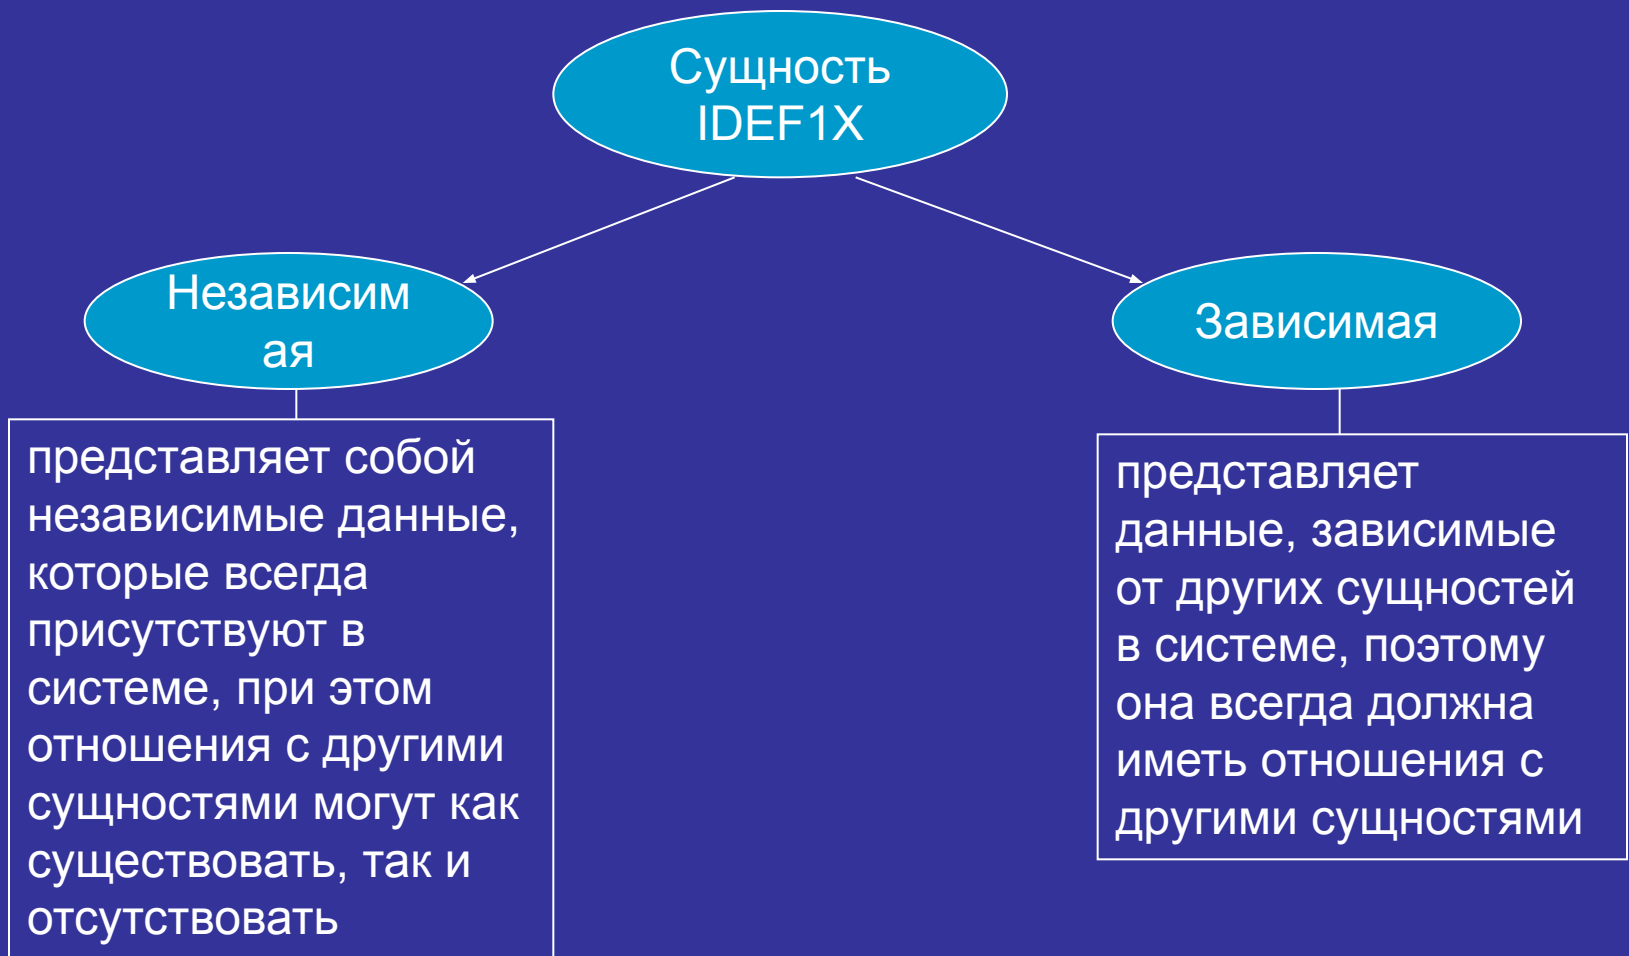 Сущность
IDEF1X
Независим
ая
Зависимая
представляет собой
независимые данные,
которые всегда
присутствуют в
системе, при этом
отношения с другими
сущностями могут как
существовать, так и
отсутствовать
представляет
данные, зависимые
от других сущностей
в системе, поэтому
она всегда должна
иметь отношения с
другими сущностями